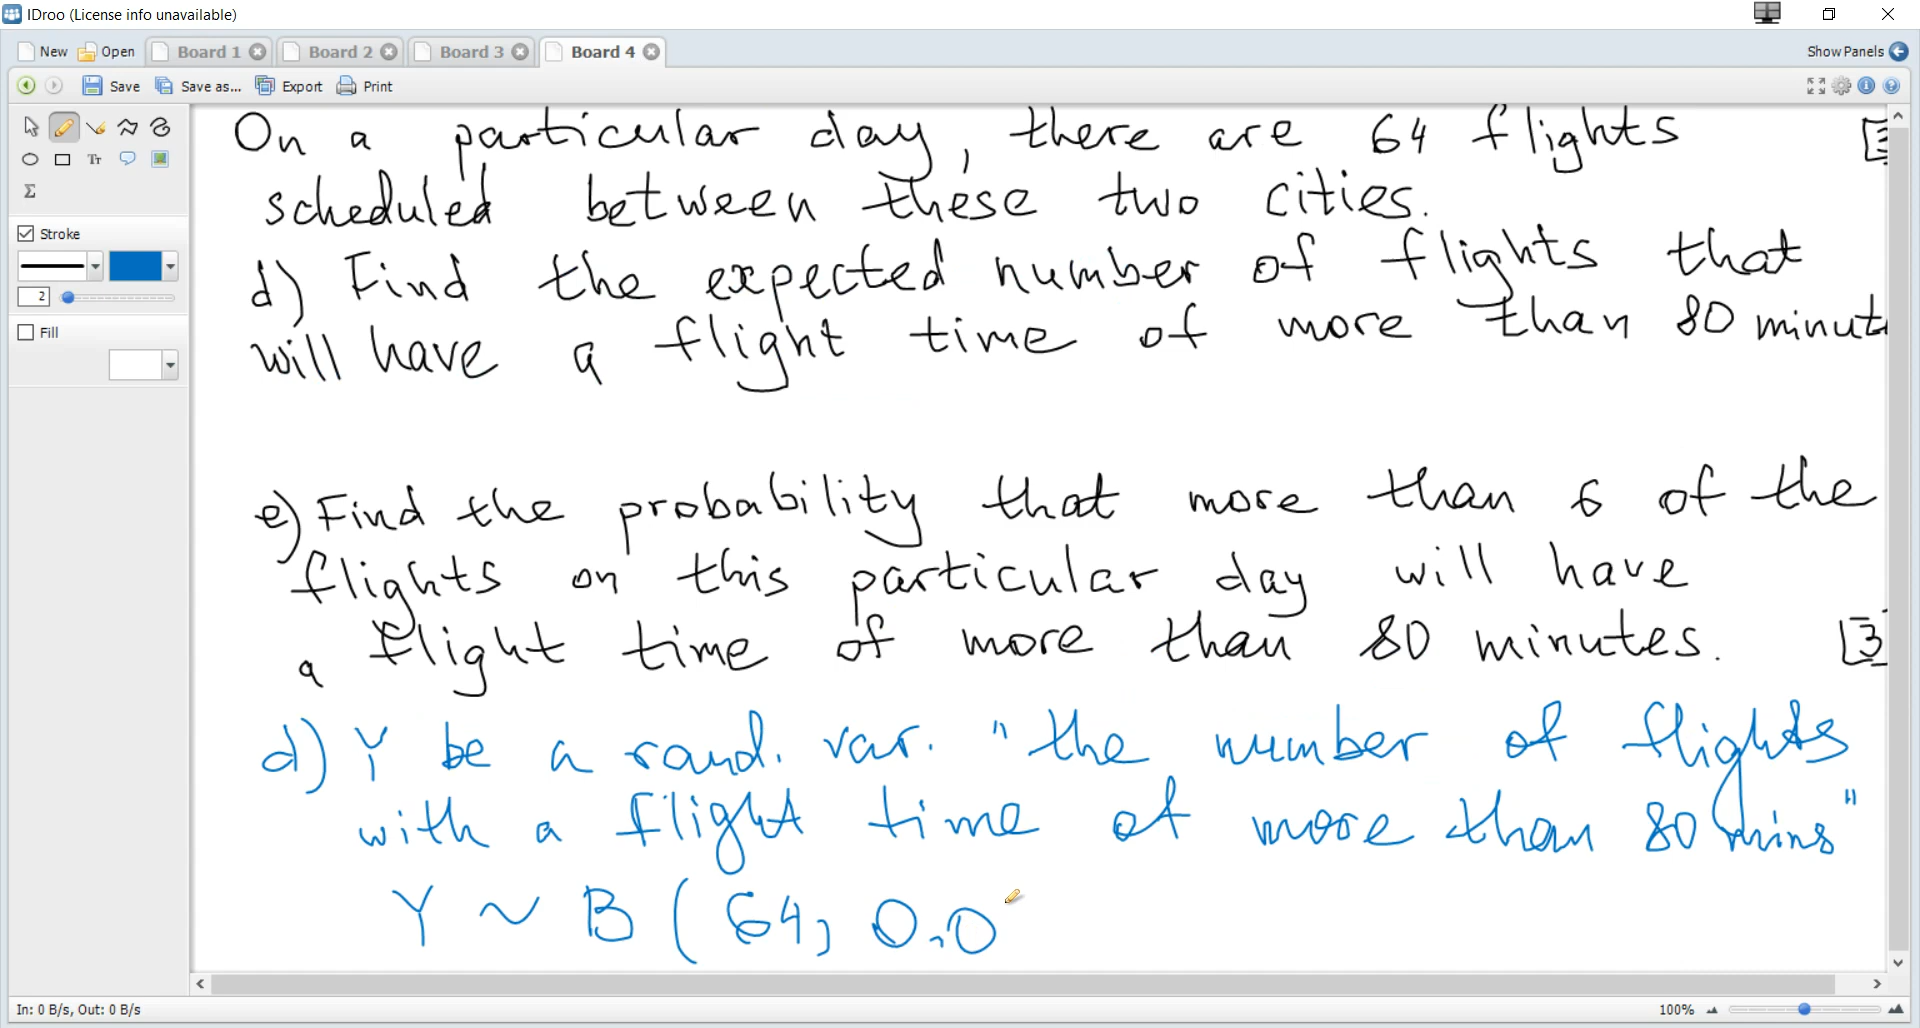 IDroo (License info unavailable)
New Open Board 1 Board 2 Board 3 Board 4 Show Panels
Save Save as... Export Print
Tr
Σ
Stroke
2
Fill
On a particular day, there are 64 flights [3
scheduled between these two cities.
d) Find the expected number of flights that
will have a flight time of more than 80 minut
e) Find the probability that more than 6 of the
flights on this particular day will have
a flight time of more than 80 minutes. [3]
d) Y be a rand. var. "the number of flights
with a flight time of more than 80 mins"
Y ~ B ( 64, 0.0
In: 0 B/s, Out: 0 B/s 100%